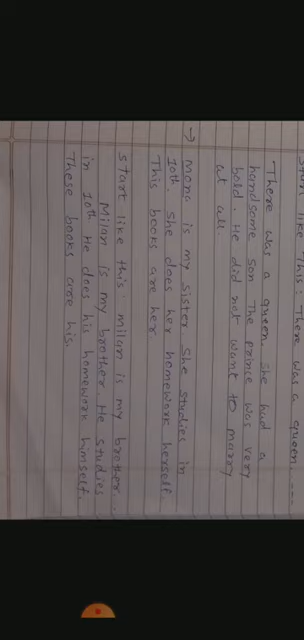 Start like This : There was a queen ...
There was a queen. She had a
handsome son The prince was very
bold. He did not want to marry
at all
→ Mona is my sister. She studies in
10th. She does her homework herself.
This books are her.
Start like this. Milan is my brother..
Milan is my brother. He studies
in 10th He does his homework himself.
These books are his.